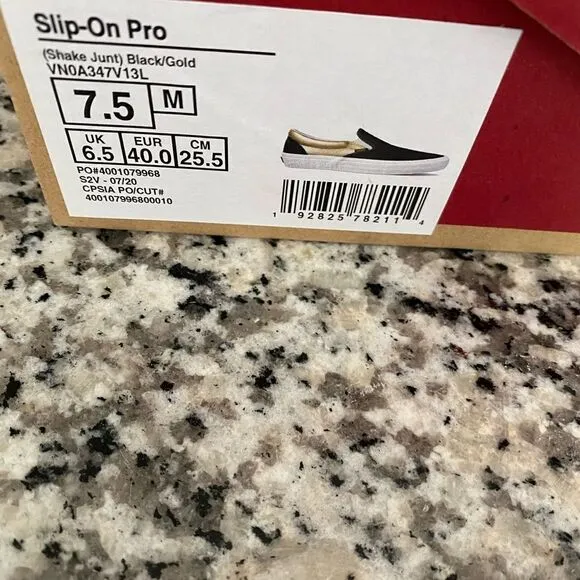 Slip-On Pro
(Shake Junt) Black/Gold
VN0A347V13L
7.5 M
UK EUR CM
6.5 40.0 25.5
PO#4001079968
S2V - 07/20
CPSIA PO/CUT#
400107996800010
1 92825 78211 4